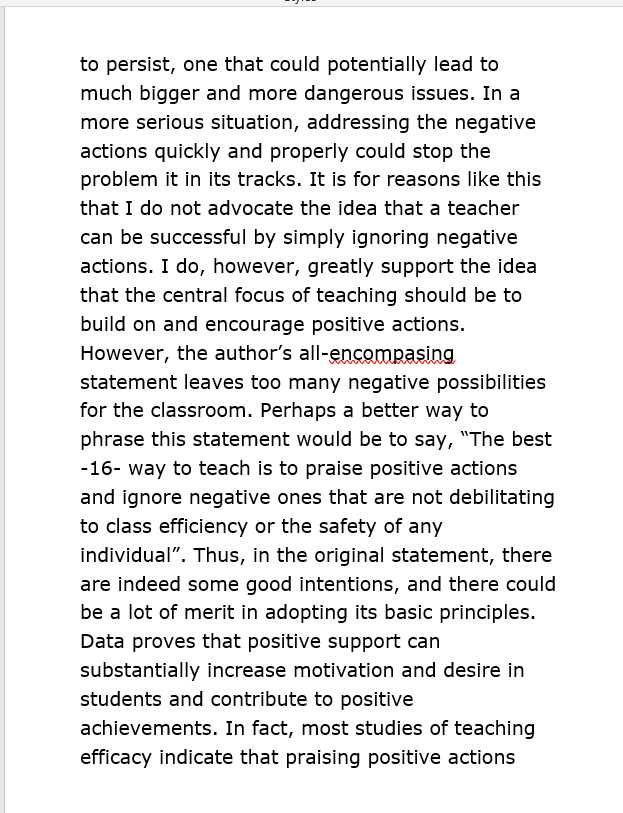 to persist, one that could potentially lead to
much bigger and more dangerous issues. In a
more serious situation, addressing the negative
actions quickly and properly could stop the
problem it in its tracks. It is for reasons like this
that I do not advocate the idea that a teacher
can be successful by simply ignoring negative
actions. I do, however, greatly support the idea
that the central focus of teaching should be to
build on and encourage positive actions.
However, the author’s all-encompasing
statement leaves too many negative possibilities
for the classroom. Perhaps a better way to
phrase this statement would be to say, “The best
-16- way to teach is to praise positive actions
and ignore negative ones that are not debilitating
to class efficiency or the safety of any
individual”. Thus, in the original statement, there
are indeed some good intentions, and there could
be a lot of merit in adopting its basic principles.
Data proves that positive support can
substantially increase motivation and desire in
students and contribute to positive
achievements. In fact, most studies of teaching
efficacy indicate that praising positive actions